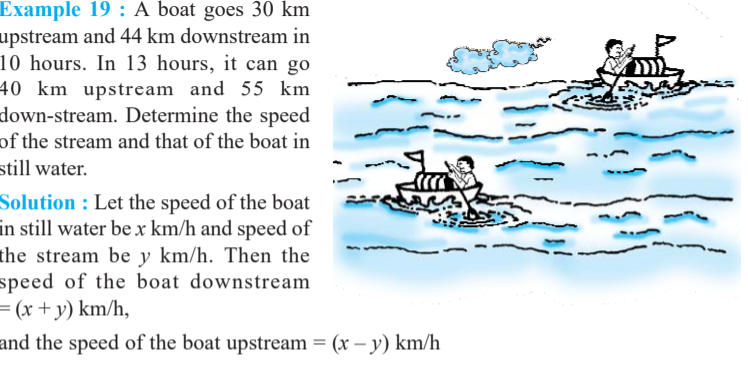 Example 19 : A boat goes 30 km
upstream and 44 km downstream in
10 hours. In 13 hours, it can go
40 km upstream and 55 km
down-stream. Determine the speed
of the stream and that of the boat in
still water.
Solution : Let the speed of the boat
in still water be x km/h and speed of
the stream be y km/h. Then the
speed of the boat downstream
= (x + y) km/h,
and the speed of the boat upstream = (x – y) km/h